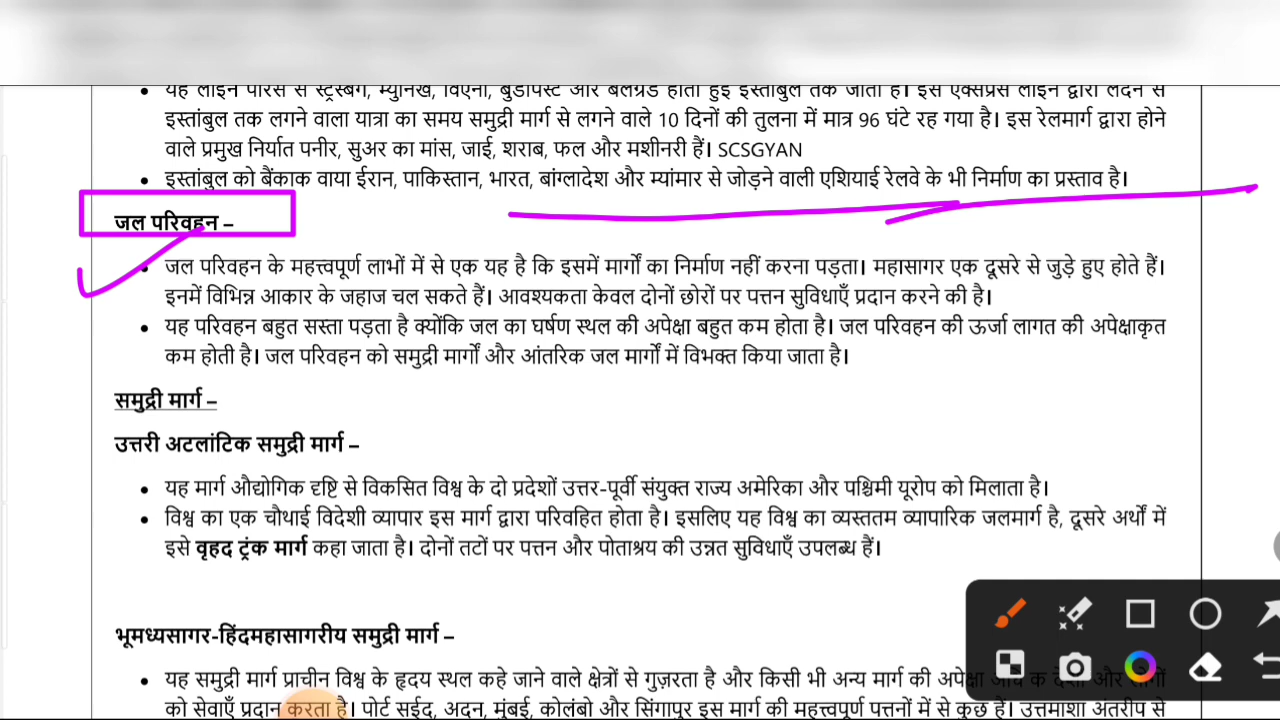 यह लाइन पेरिस से स्ट्रैस्बर्ग, म्युनिख, विएना, बुडापेस्ट और बेलग्रेड होती हुई इस्तांबुल तक जाती है। इस एक्सप्रेस लाइन द्वारा लंदन से
इस्तांबुल तक लगने वाला यात्रा का समय समुद्री मार्ग से लगने वाले 10 दिनों की तुलना में मात्र 96 घंटे रह गया है। इस रेलमार्ग द्वारा होने
वाले प्रमुख निर्यात पनीर, सुअर का मांस, जाई, शराब, फल और मशीनरी हैं। SCSGYAN
इस्तांबुल को बैंकाक वाया ईरान, पाकिस्तान, भारत, बांग्लादेश और म्यांमार से जोड़ने वाली एशियाई रेलवे के भी निर्माण का प्रस्ताव है।
जल परिवहन –
जल परिवहन के महत्त्वपूर्ण लाभों में से एक यह है कि इसमें मार्गों का निर्माण नहीं करना पड़ता। महासागर एक दूसरे से जुड़े हुए होते हैं।
इनमें विभिन्न आकार के जहाज चल सकते हैं। आवश्यकता केवल दोनों छोरों पर पत्तन सुविधाएँ प्रदान करने की है।
यह परिवहन बहुत सस्ता पड़ता है क्योंकि जल का घर्षण स्थल की अपेक्षा बहुत कम होता है। जल परिवहन की ऊर्जा लागत की अपेक्षाकृत
कम होती है। जल परिवहन को समुद्री मार्गों और आंतरिक जल मार्गों में विभक्त किया जाता है।
समुद्री मार्ग –
उत्तरी अटलांटिक समुद्री मार्ग –
यह मार्ग औद्योगिक दृष्टि से विकसित विश्व के दो प्रदेशों उत्तर-पूर्वी संयुक्त राज्य अमेरिका और पश्चिमी यूरोप को मिलाता है।
विश्व का एक चौथाई विदेशी व्यापार इस मार्ग द्वारा परिवहित होता है। इसलिए यह विश्व का व्यस्ततम व्यापारिक जलमार्ग है, दूसरे अर्थों में
इसे वृहद ट्रंक मार्ग कहा जाता है। दोनों तटों पर पत्तन और पोताश्रय की उन्नत सुविधाएँ उपलब्ध हैं।
भूमध्यसागर-हिंदमहासागरीय समुद्री मार्ग –
यह समुद्री मार्ग प्राचीन विश्व के हृदय स्थल कहे जाने वाले क्षेत्रों से गुज़रता है और किसी भी अन्य मार्ग की अपेक्षा
को सेवाएँ प्रदान करता है। पोर्ट सईद, अदन, मुंबई, कोलंबो और सिंगापुर इस मार्ग की महत्त्वपूर्ण पत्तनों में से कुछ हैं। उत्तमाशा अंतरीप से